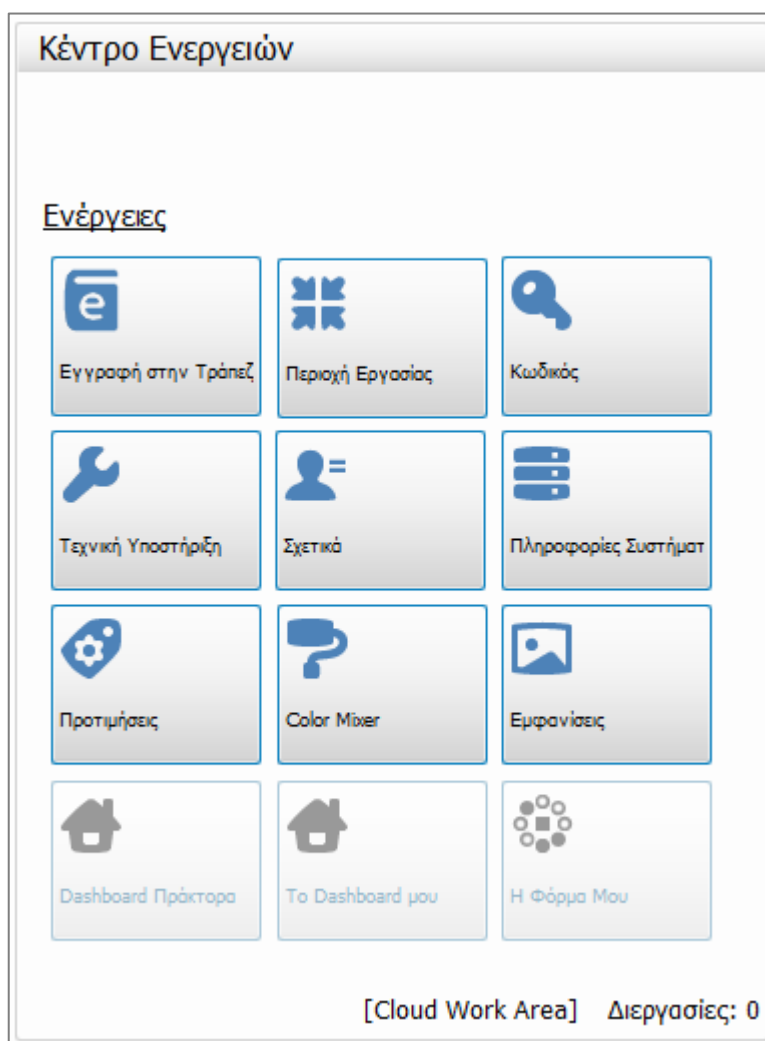 Κέντρο Ενεργειών
Ενέργειες
Εγγραφή στην Τράπεζ
Περιοχή Εργασίας
Κωδικός
Τεχνική Υποστήριξη
Σχετικά
Πληροφορίες Συστήματ
Προτιμήσεις
Color Mixer
Εμφανίσεις
Dashboard Πράκτορα
Το Dashboard μου
Η Φόρμα Μου
[Cloud Work Area] Διεργασίες: 0